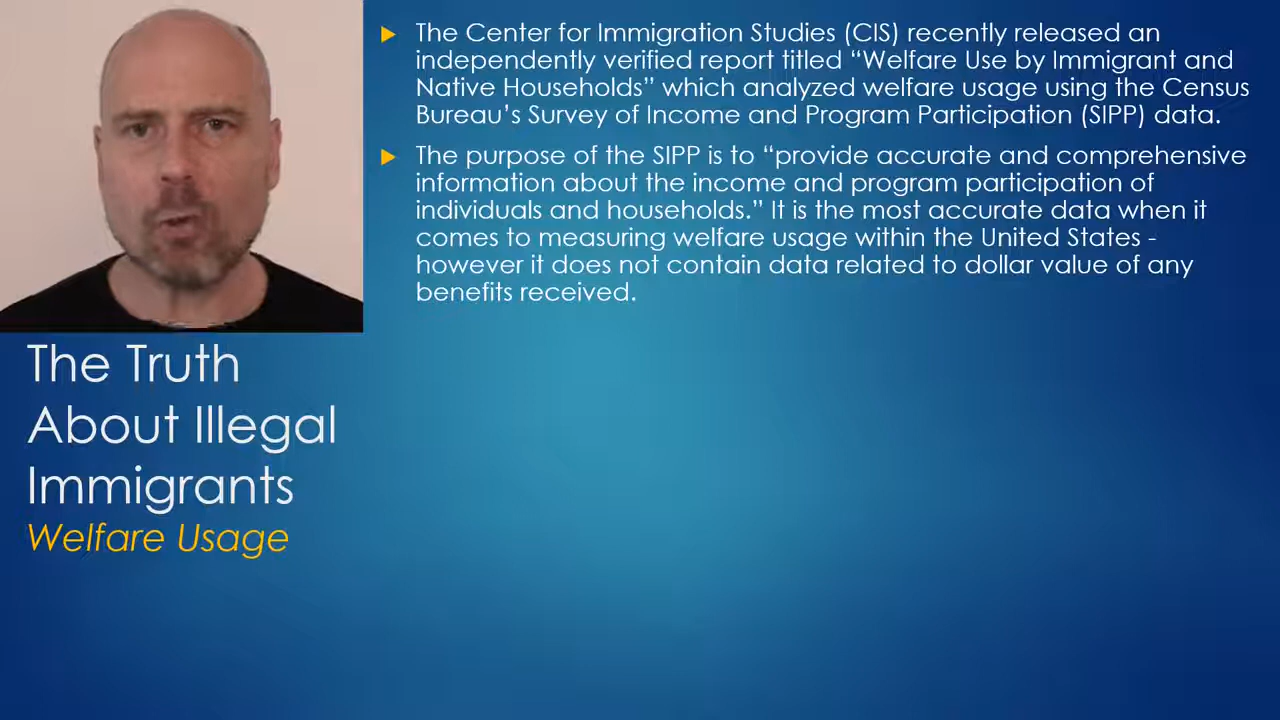 The Center for Immigration Studies (CIS) recently released an
independently verified report titled “Welfare Use by Immigrant and
Native Households” which analyzed welfare usage using the Census
Bureau’s Survey of Income and Program Participation (SIPP) data.
The purpose of the SIPP is to “provide accurate and comprehensive
information about the income and program participation of
individuals and households.” It is the most accurate data when it
comes to measuring welfare usage within the United States -
however it does not contain data related to dollar value of any
benefits received.
The Truth
About Illegal
Immigrants
Welfare Usage